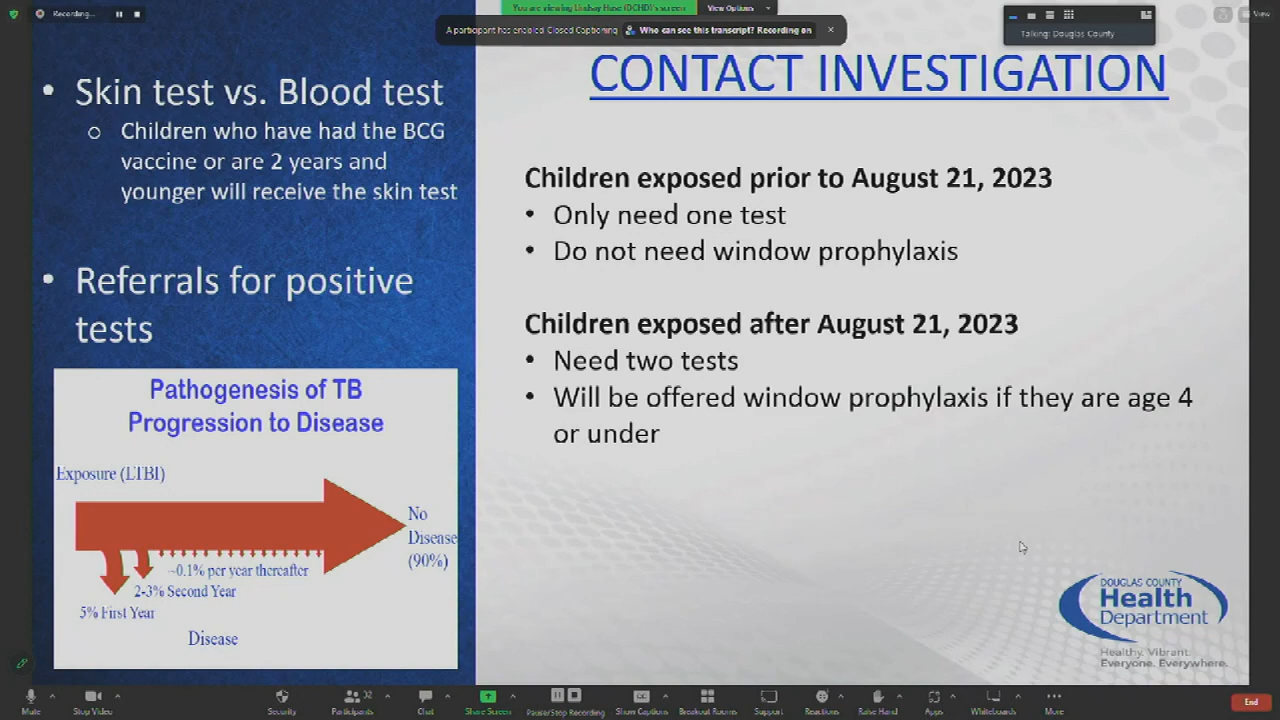 Recording...
You are viewing Lindsay Huse (DCHD)'s screen
View Options
A participant has enabled Closed Captioning
Who can see this transcript? Recording on
Talking: Douglas County
View
• Skin test vs. Blood test
o Children who have had the BCG
vaccine or are 2 years and
younger will receive the skin test
• Referrals for positive
tests
Pathogenesis of TB
Progression to Disease
Exposure (LTBI)
No
Disease
(90%)
~0.1% per year thereafter
2-3% Second Year
5% First Year
Disease
CONTACT INVESTIGATION
Children exposed prior to August 21, 2023
• Only need one test
• Do not need window prophylaxis
Children exposed after August 21, 2023
• Need two tests
• Will be offered window prophylaxis if they are age 4
or under
DOUGLAS COUNTY
Health
Department
Healthy. Vibrant.
Everyone. Everywhere.
Mute
Stop Video
Security
Participants
Chat
Share Screen
Pause/Stop Recording
Show Captions
Breakout Rooms
Support
Reactions
Raise Hand
Apps
Whiteboards
More
End